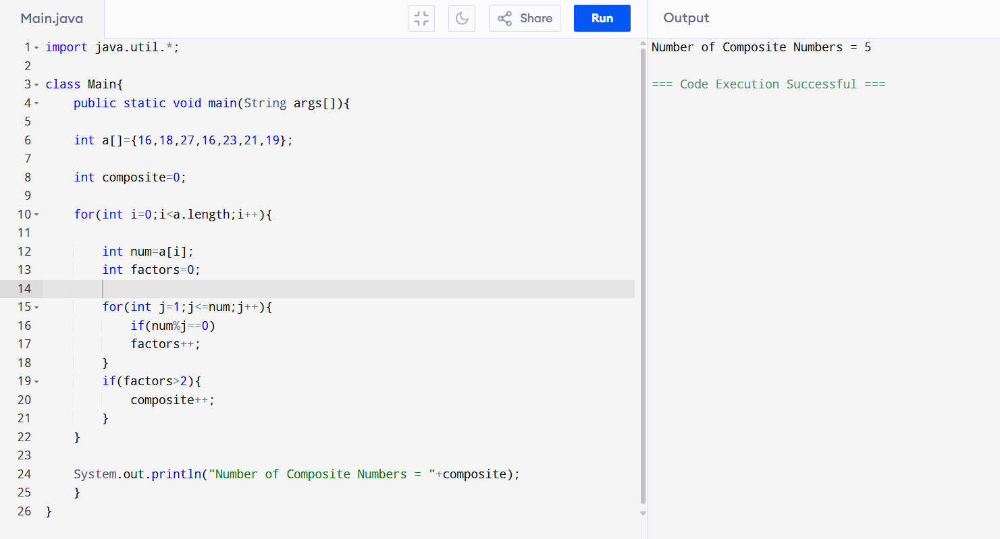 Main.java
Share
Run
Output
1 import java.util.*;
2
3 class Main{
4     public static void main(String args[]){
5
6     int a[]={16,18,27,16,23,21,19};
7
8     int composite=0;
9
10     for(int i=0;i<a.length;i++){
11
12         int num=a[i];
13         int factors=0;
14
15         for(int j=1;j<=num;j++){
16             if(num%j==0)
17             factors++;
18         }
19         if(factors>2){
20             composite++;
21         }
22     }
23
24     System.out.println("Number of Composite Numbers = "+composite);
25     }
26 }
Number of Composite Numbers = 5
=== Code Execution Successful ===